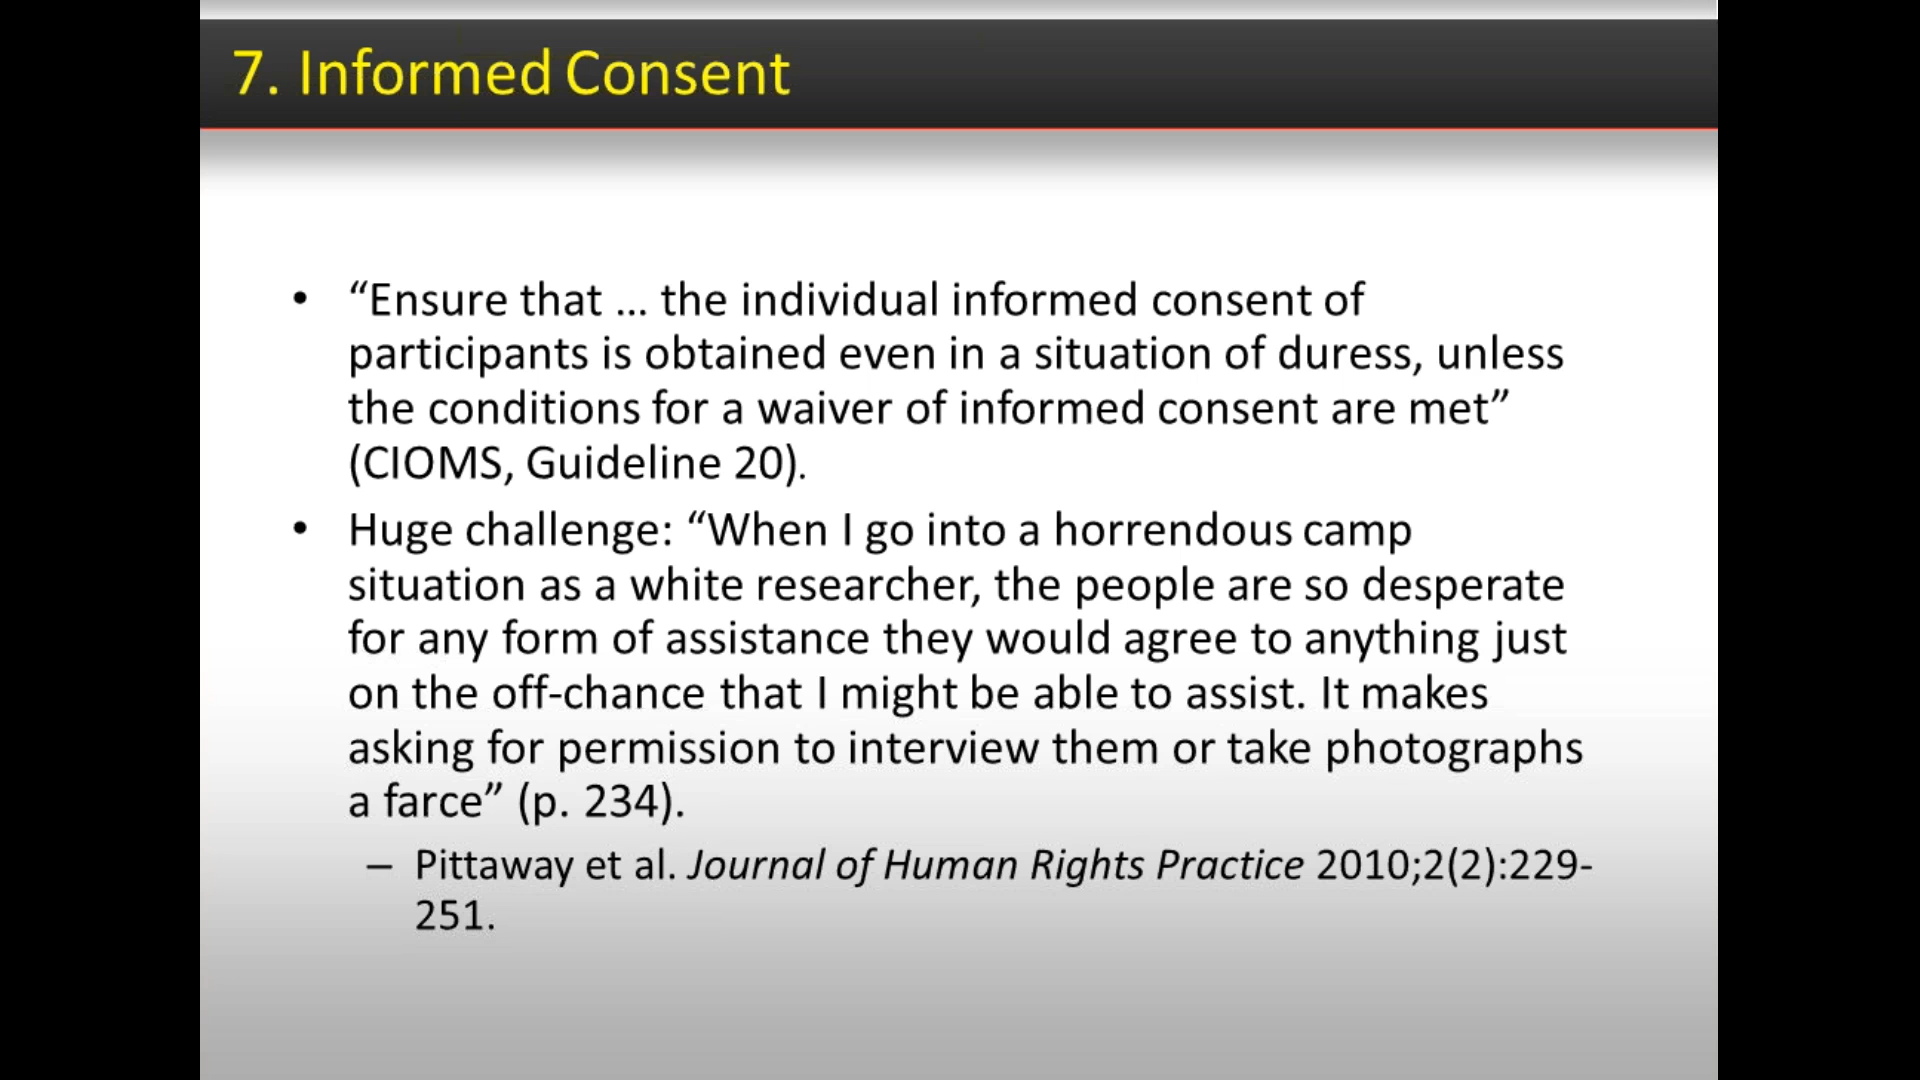 7. Informed Consent
• “Ensure that … the individual informed consent of
participants is obtained even in a situation of duress, unless
the conditions for a waiver of informed consent are met”
(CIOMS, Guideline 20).
• Huge challenge: “When I go into a horrendous camp
situation as a white researcher, the people are so desperate
for any form of assistance they would agree to anything just
on the off-chance that I might be able to assist. It makes
asking for permission to interview them or take photographs
a farce” (p. 234).
– Pittaway et al. Journal of Human Rights Practice 2010;2(2):229-
251.